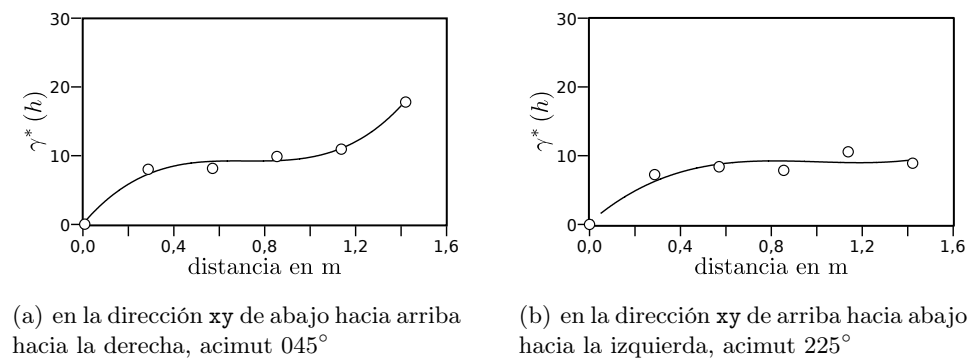 30
20
10
0
γ* (h)
0,0 0,4 0,8 1,2 1,6
distancia en m
(a) en la dirección xy de abajo hacia arriba
hacia la derecha, acimut 045°
30
20
10
0
γ* (h)
0,0 0,4 0,8 1,2 1,6
distancia en m
(b) en la dirección xy de arriba hacia abajo
hacia la izquierda, acimut 225°